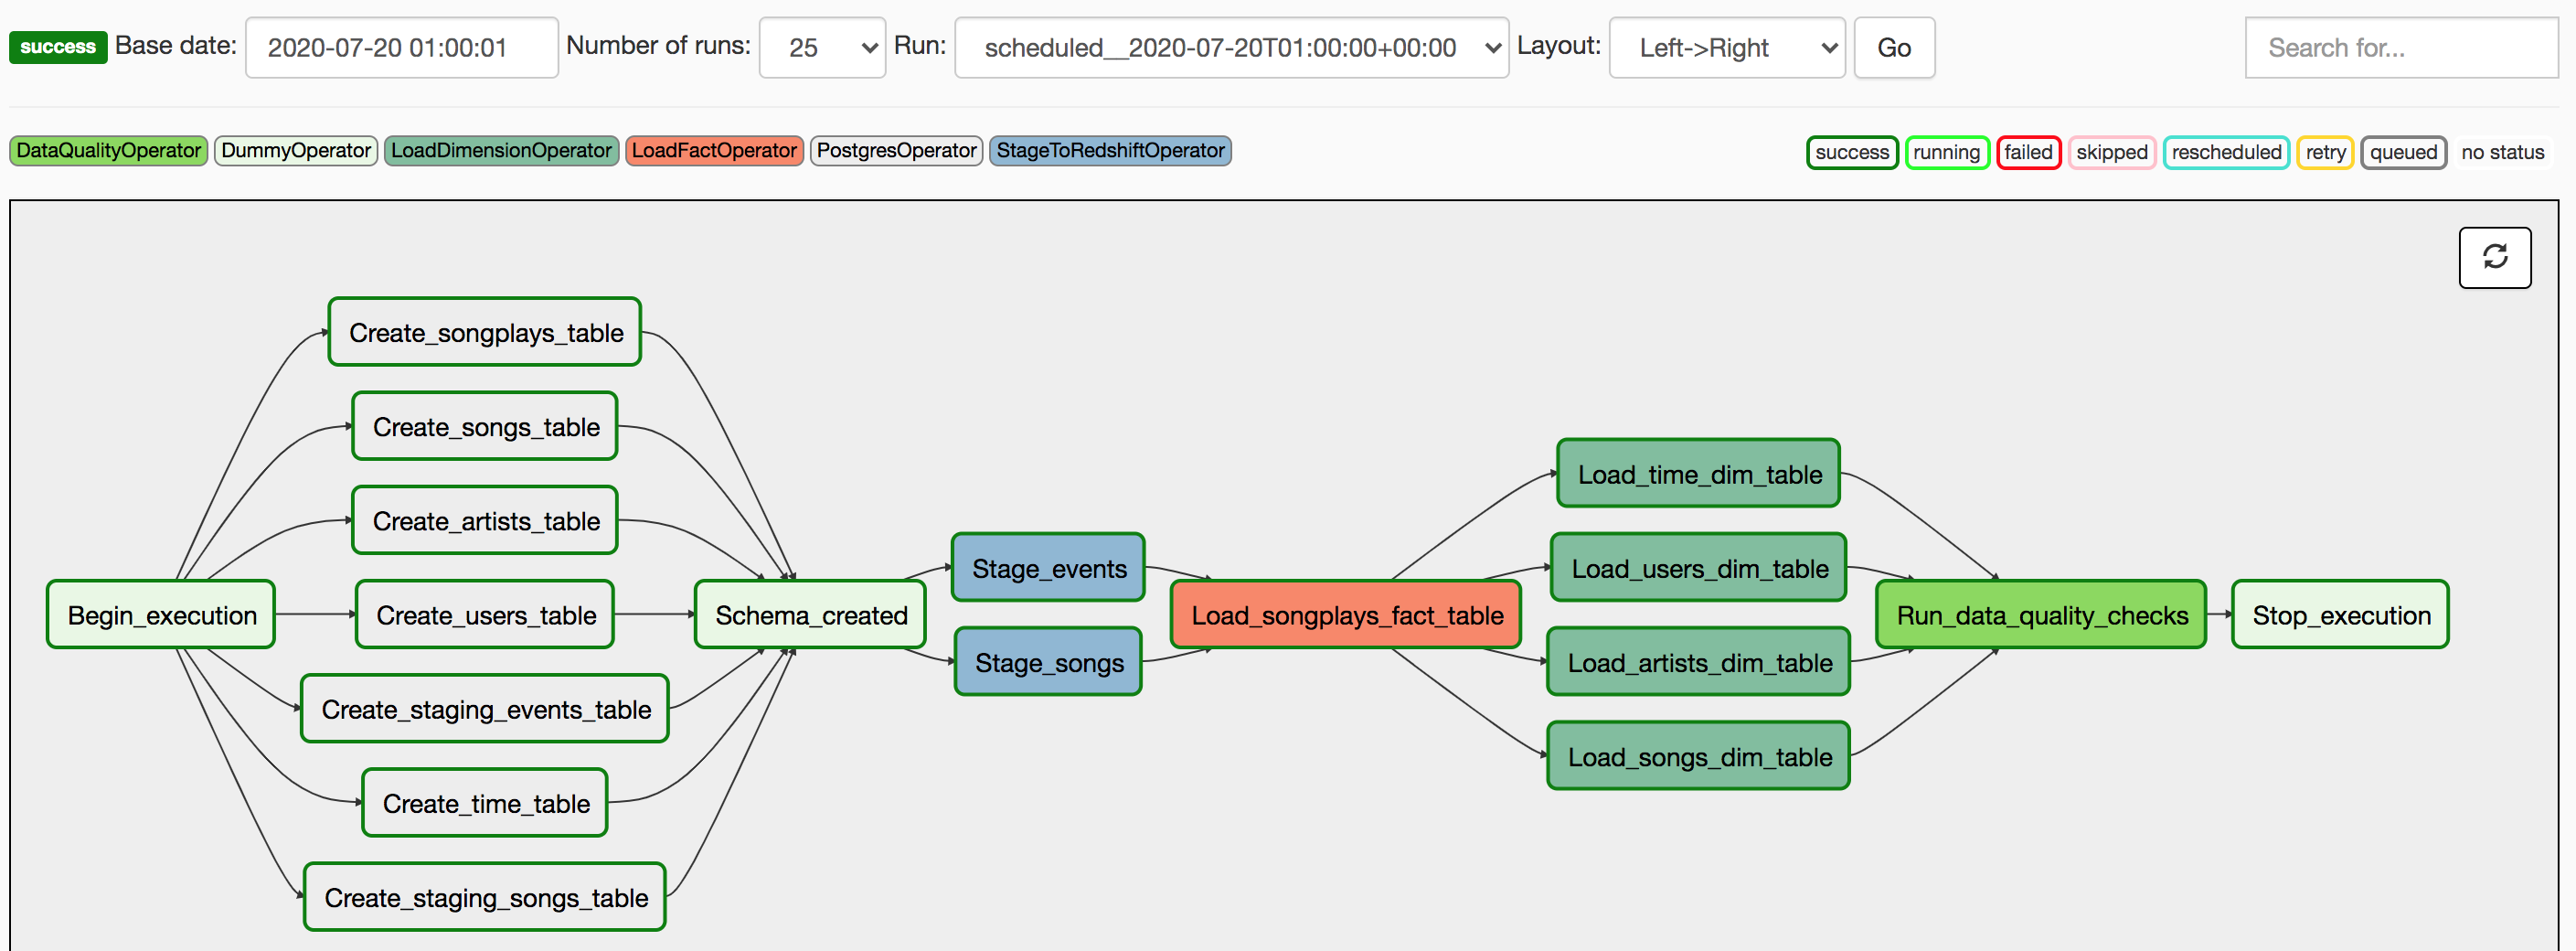 success Base date: 2020-07-20 01:00:01 Number of runs: 25 Run: scheduled__2020-07-20T01:00:00+00:00 Layout: Left->Right Go Search for...
DataQualityOperator DummyOperator LoadDimensionOperator LoadFactOperator PostgresOperator StageToRedshiftOperator success running failed skipped rescheduled retry queued no status
Create_songplays_table
Create_songs_table
Load_time_dim_table
Create_artists_table
Stage_events Load_users_dim_table
Begin_execution Create_users_table Schema_created Load_songplays_fact_table Run_data_quality_checks Stop_execution
Stage_songs Load_artists_dim_table
Create_staging_events_table
Load_songs_dim_table
Create_time_table
Create_staging_songs_table